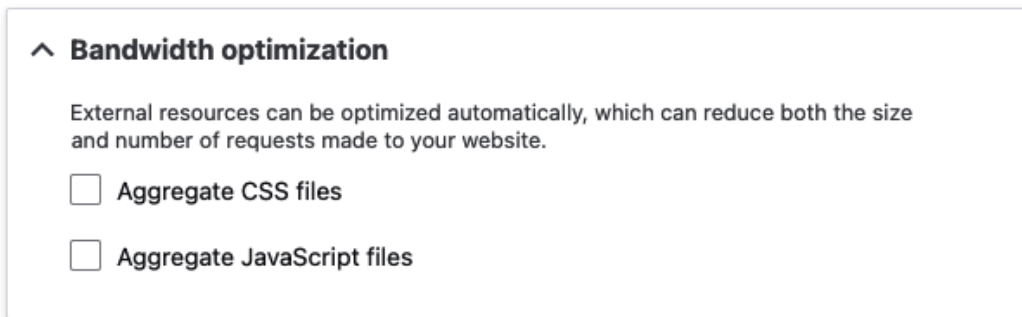 Bandwidth optimization
External resources can be optimized automatically, which can reduce both the size
and number of requests made to your website.
Aggregate CSS files
Aggregate JavaScript files